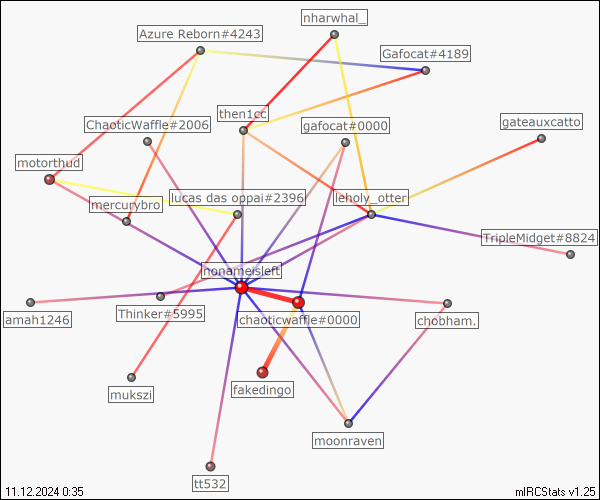 nharwhal_
Azure Reborn#4243
Gafocat#4189
then1cc
ChaoticWaffle#2006
gafocat#0000
gateauxcatto
motorthud
lucas das oppai#2396
leholy_otter
mercurybro
TripleMidget#8824
nonameisleft
amah1246
Thinker#5995
chaoticwaffle#0000
chobham.
mukszi
fakedingo
moonraven
tt532
11.12.2024 0:35
mIRCStats v1.25